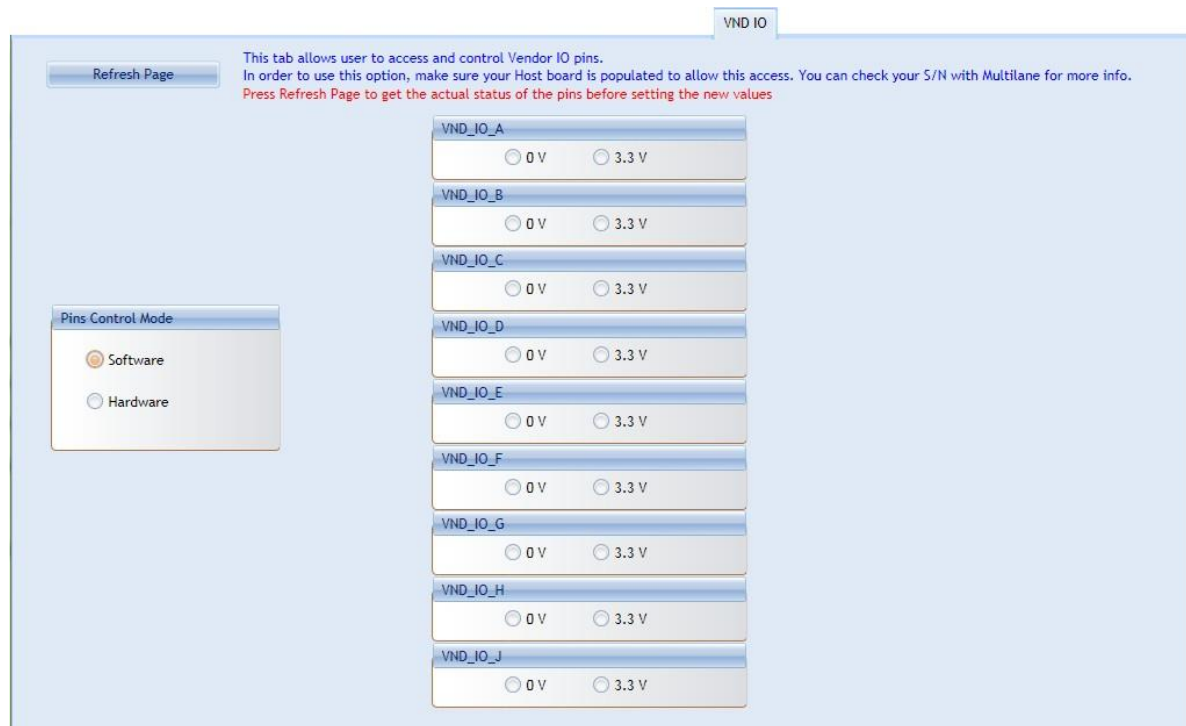 VND IO
Refresh Page
This tab allows user to access and control Vendor IO pins.
In order to use this option, make sure your Host board is populated to allow this access. You can check your S/N with Multilane for more info.
Press Refresh Page to get the actual status of the pins before setting the new values
VND_IO_A
0 V 3.3 V
VND_IO_B
0 V 3.3 V
VND_IO_C
0 V 3.3 V
Pins Control Mode
Software
Hardware
VND_IO_D
0 V 3.3 V
VND_IO_E
0 V 3.3 V
VND_IO_F
0 V 3.3 V
VND_IO_G
0 V 3.3 V
VND_IO_H
0 V 3.3 V
VND_IO_J
0 V 3.3 V